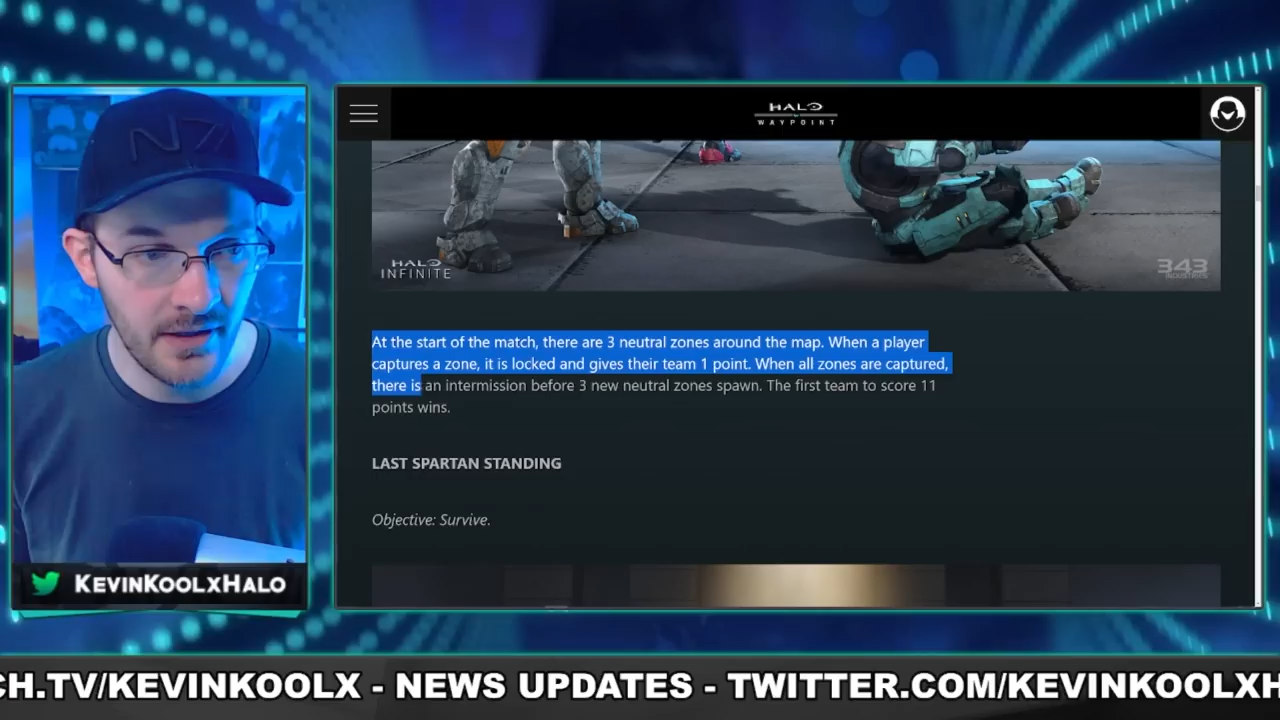 N7
KEVINKOOLXHALO
HALO
WAYPOINT
HALO
INFINITE
343
INDUSTRIES
At the start of the match, there are 3 neutral zones around the map. When a player
captures a zone, it is locked and gives their team 1 point. When all zones are captured,
there is an intermission before 3 new neutral zones spawn. The first team to score 11
points wins.
LAST SPARTAN STANDING
Objective: Survive.
CH.TV/KEVINKOOLX - NEWS UPDATES - TWITTER.COM/KEVINKOOLXH